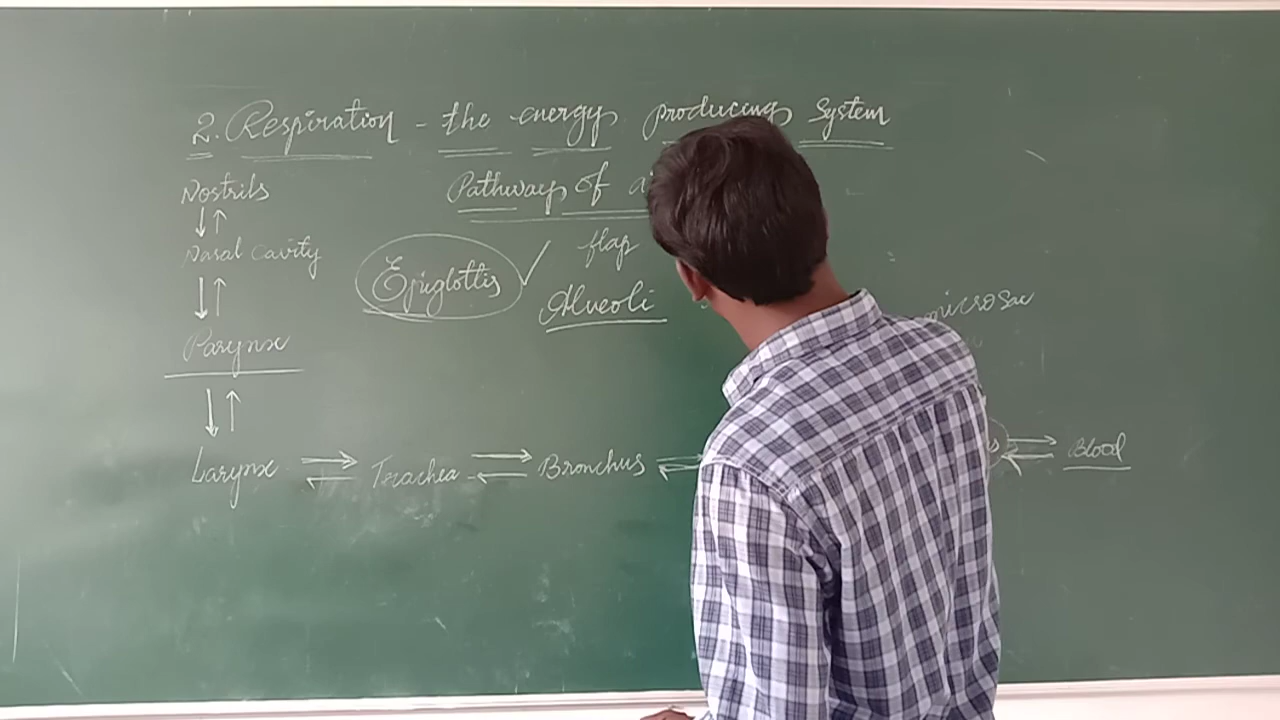 2. Respiration - the energy producing System
Pathway of
Nostrils
Nasal cavity
flap
Epiglottis
Alveoli
microsac
Parynx
Larynx Trachea Bronchus Blood